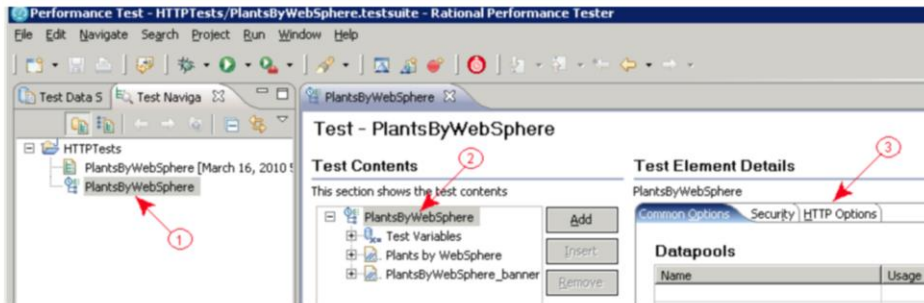 Performance Test - HTTPTests/PlantsByWebSphere.testsuite - Rational Performance Tester
File Edit Navigate Search Project Run Window Help
Test Data S Test Naviga
HTTPTests
PlantsByWebSphere [March 16, 2010 5
PlantsByWebSphere
1
PlantsByWebSphere
Test - PlantsByWebSphere
2
3
Test Contents
This section shows the test contents
PlantsByWebSphere
Test Variables
Plants by WebSphere
PlantsByWebSphere_banner
Add
Insert
Remove
Test Element Details
PlantsByWebSphere
Common Options Security HTTP Options
Datapools
Name Usage